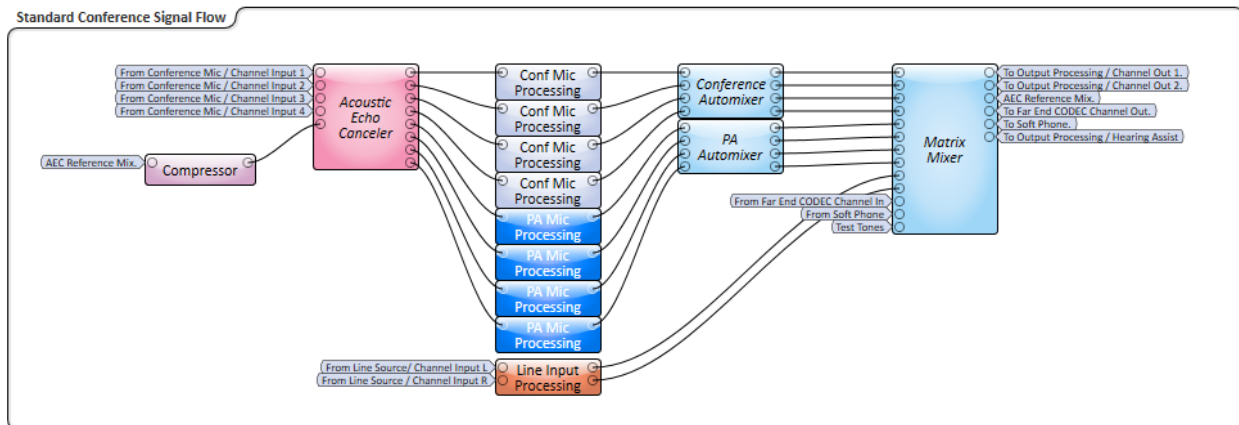 Standard Conference Signal Flow
From Conference Mic / Channel Input 1
From Conference Mic / Channel Input 2
From Conference Mic / Channel Input 3
From Conference Mic / Channel Input 4
AEC Reference Mix.
Compressor
Acoustic
Echo
Canceler
Conf Mic
Processing
Conf Mic
Processing
Conf Mic
Processing
Conf Mic
Processing
PA Mic
Processing
PA Mic
Processing
PA Mic
Processing
PA Mic
Processing
From Line Source/ Channel Input L
From Line Source/ Channel Input R
Line Input
Processing
Conference
Automixer
PA
Automixer
From Far End CODEC Channel In
From Soft Phone
Test Tones
Matrix
Mixer
To Output Processing / Channel Out 1.
To Output Processing / Channel Out 2.
AEC Reference Mix.
To Far End CODEC Channel Out.
To Soft Phone.
To Output Processing / Hearing Assist